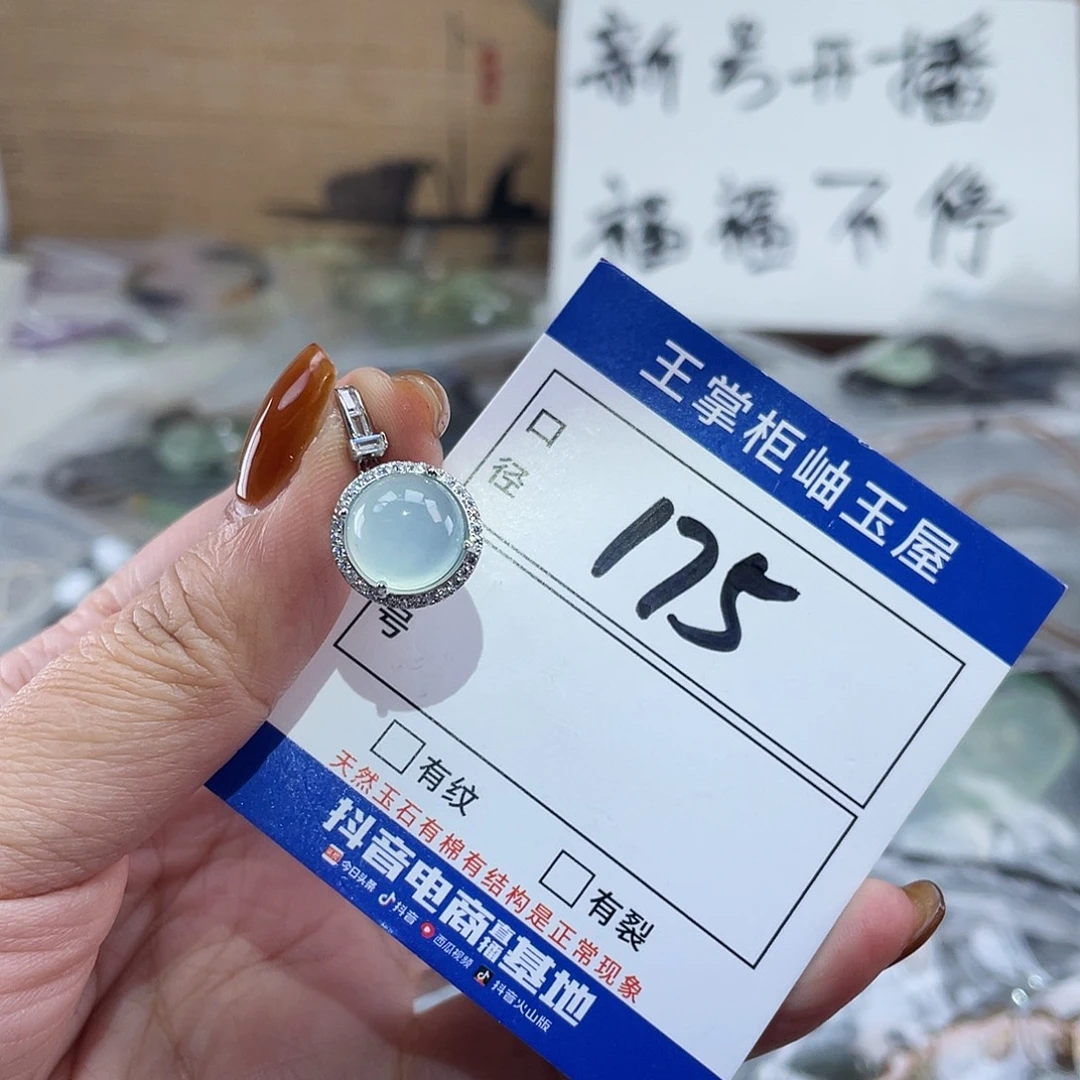 新号开播
福福不停
王掌柜岫玉屋
口径
175
号
有纹
有裂
天然玉石有棉有结构是正常现象
抖音电商直播基地
今日头条 抖音 西瓜视频 抖音火山版